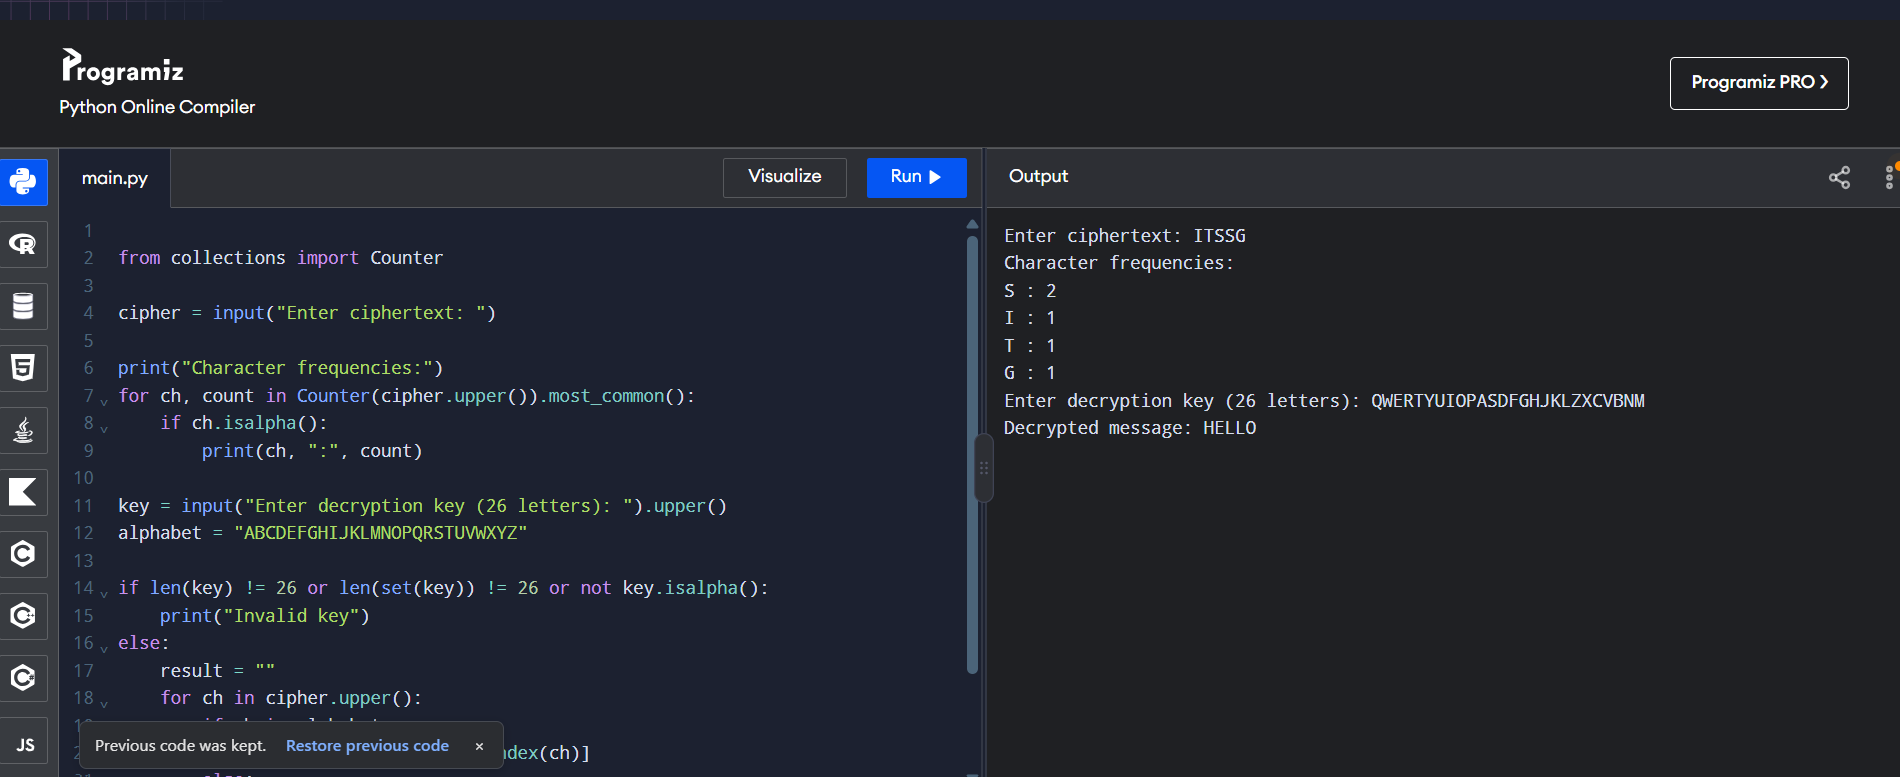 Programiz
Python Online Compiler
Programiz PRO
main.py
Visualize
Run
Output
1
2 from collections import Counter
3
4 cipher = input("Enter ciphertext: ")
5
6 print("Character frequencies:")
7 for ch, count in Counter(cipher.upper()).most_common():
8     if ch.isalpha():
9         print(ch, ":", count)
10
11 key = input("Enter decryption key (26 letters): ").upper()
12 alphabet = "ABCDEFGHIJKLMNOPQRSTUVWXYZ"
13
14 if len(key) != 26 or len(set(key)) != 26 or not key.isalpha():
15     print("Invalid key")
16 else:
17     result = ""
18     for ch in cipher.upper():
(ch)]
Previous code was kept. Restore previous code ×
JS
Enter ciphertext: ITSSG
Character frequencies:
S : 2
I : 1
T : 1
G : 1
Enter decryption key (26 letters): QWERTYUIOPASDFGHJKLZXCVBNM
Decrypted message: HELLO